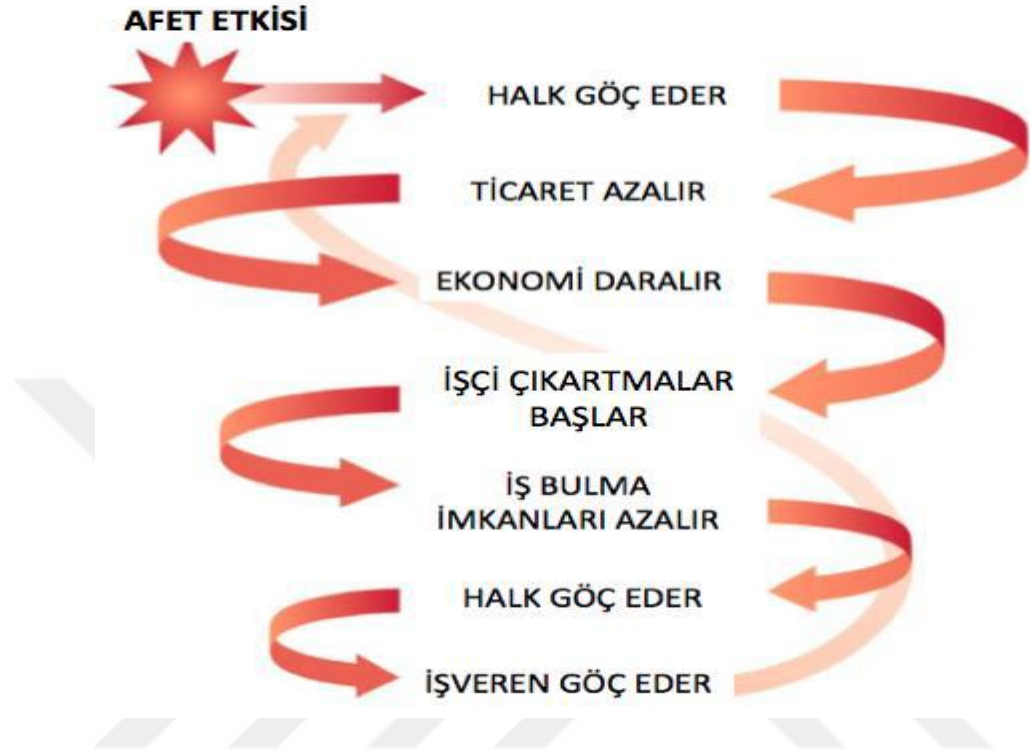 AFET ETKİSİ
HALK GÖÇ EDER
TİCARET AZALIR
EKONOMİ DARALIR
İŞÇİ ÇIKARTMALAR
BAŞLAR
İŞ BULMA
İMKANLARI AZALIR
HALK GÖÇ EDER
İŞVEREN GÖÇ EDER